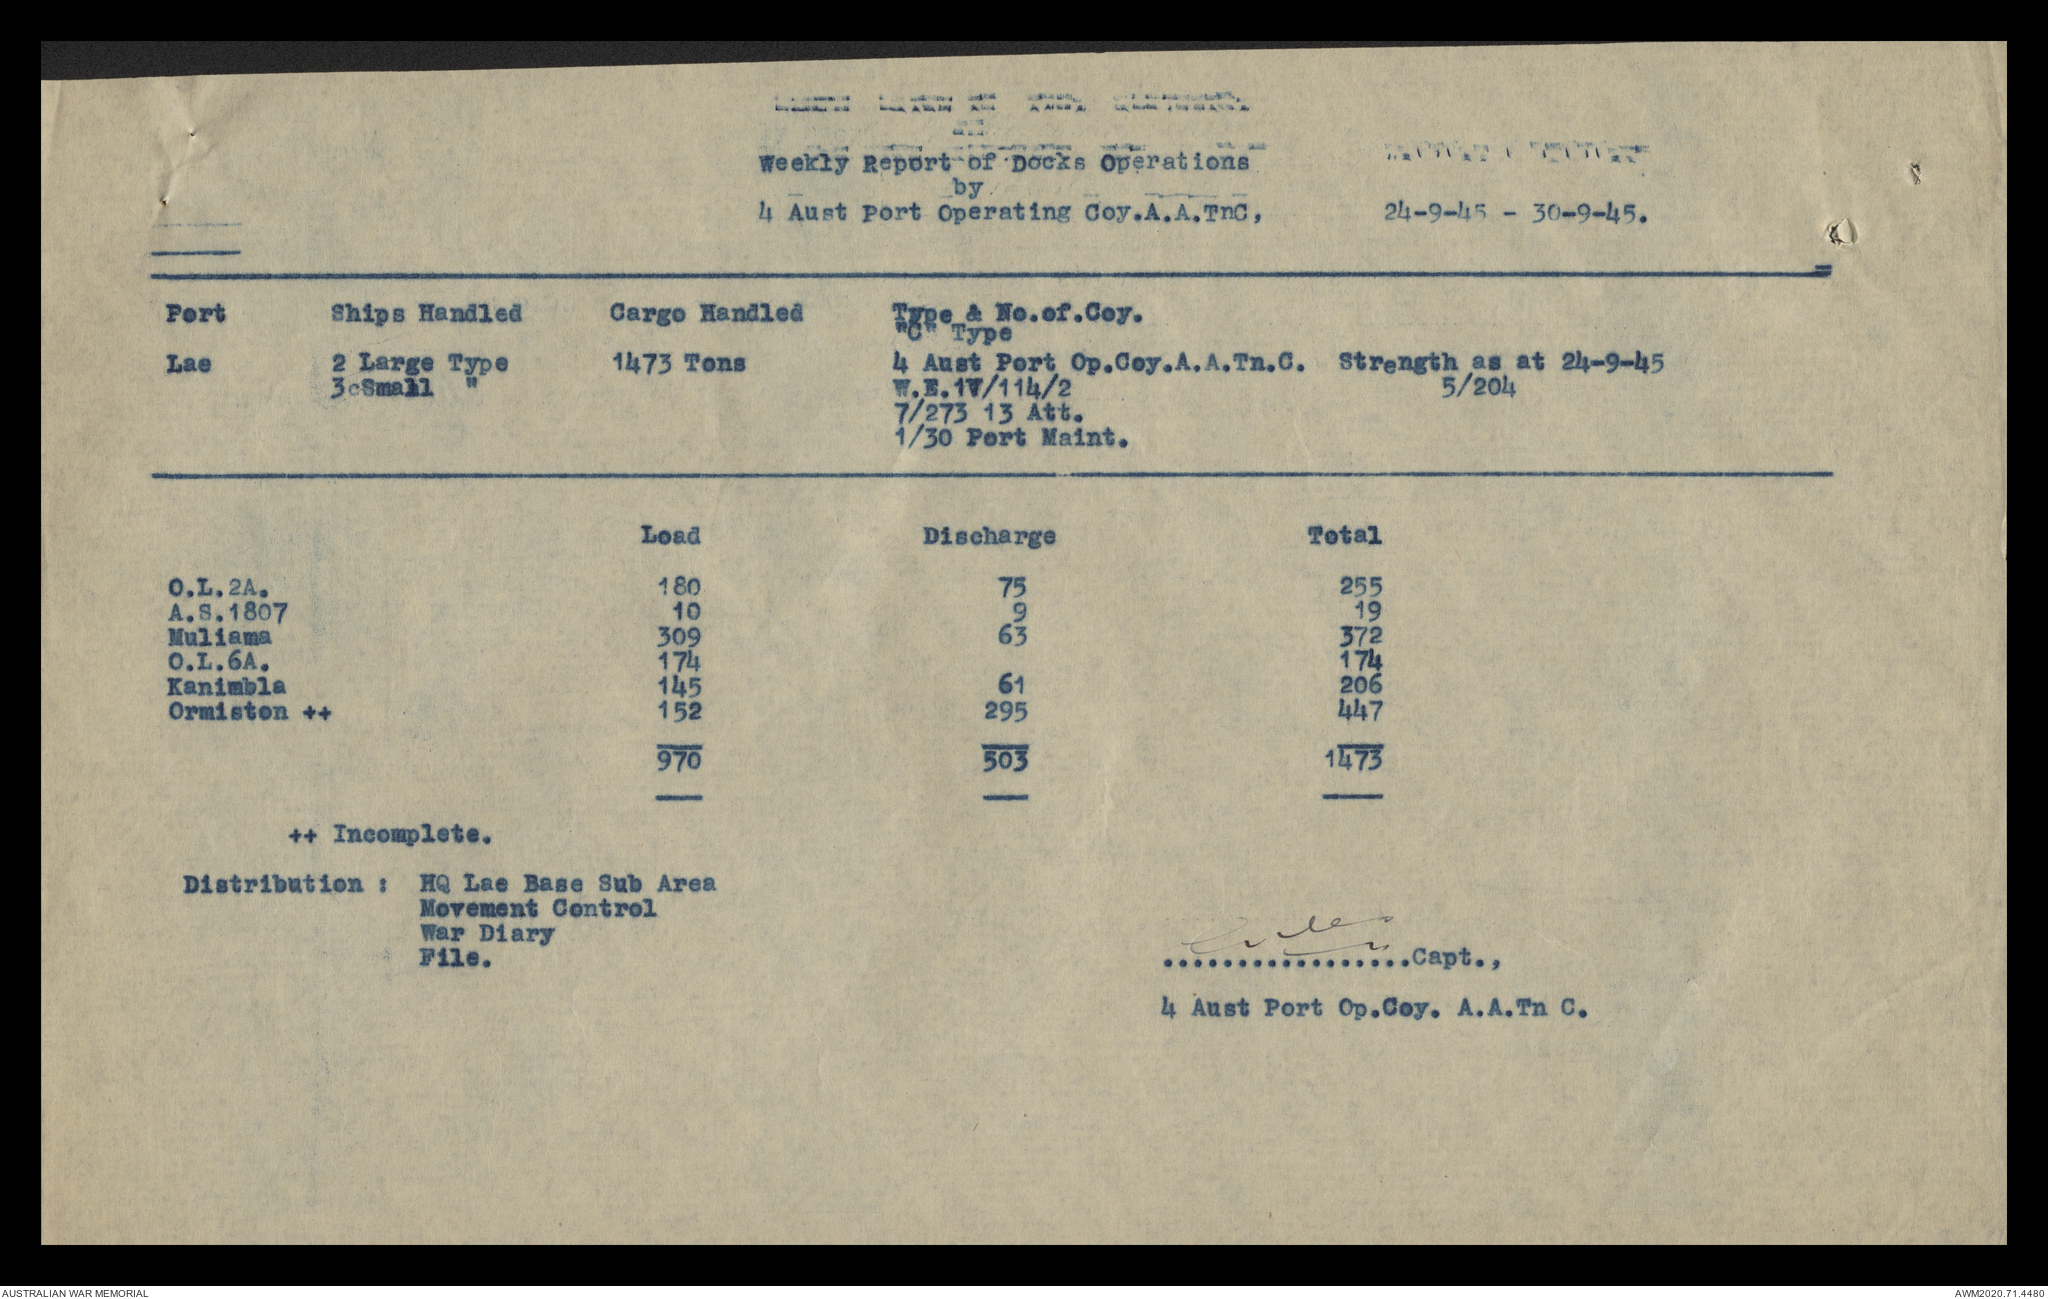 Weekly Report of Docks Operations
by
4 Aust Port Operating Coy.A.A.TnC, 24-9-45 - 30-9-45.
Port Ships Handled Cargo Handled Type & No.of.Coy.
"C" Type
Lae 2 Large Type 1473 Tons 4 Aust Port Op.Coy.A.A.Tn.C. Strength as at 24-9-45
3cSmall " W.E.1V/114/2 5/204
7/273 13 Att.
1/30 Port Maint.
Load Discharge Total
O.L.2A. 180 75 255
A.S.1807 10 9 19
Muliama 309 63 372
O.L.6A. 174 174
Kanimbla 145 61 206
Ormiston ++ 152 295 447
970 503 1473
++ Incomplete.
Distribution : HQ Lae Base Sub Area
Movement Control
War Diary
File.
.................Capt.,
4 Aust Port Op.Coy. A.A.Tn C.
AUSTRALIAN WAR MEMORIAL AWM2020.71.4480